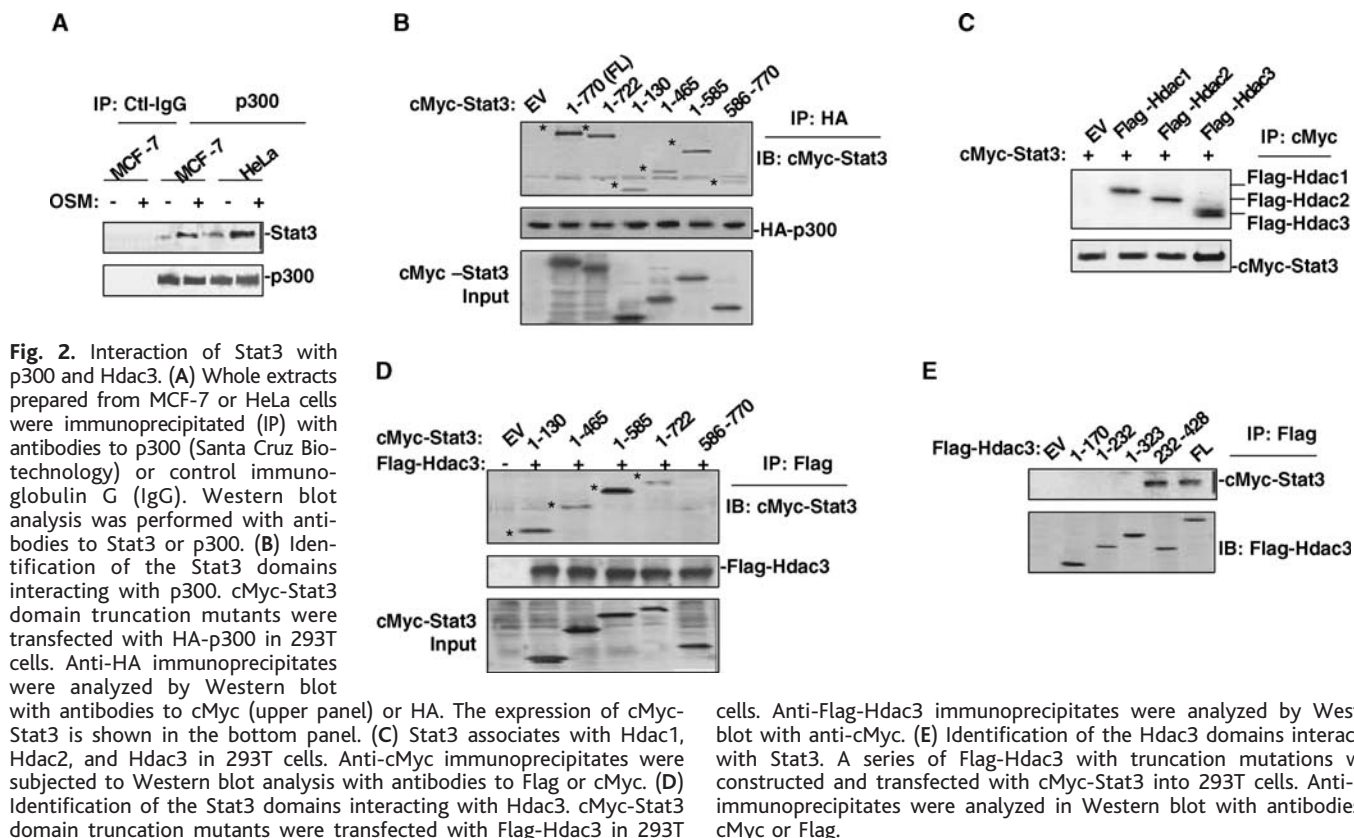 A
IP: Ctl-IgG p300
MCF-7 MCF-7 HeLa
OSM: - + - + - +
-Stat3
-p300
B
cMyc-Stat3: EV 1-770 (FL) 1-722 1-130 1-465 1-585 586-770
IP: HA
IB: cMyc-Stat3
* * * * * *
-HA-p300
cMyc –Stat3
Input
C
EV Flag-Hdac1 Flag-Hdac2 Flag-Hdac3
IP: cMyc
cMyc-Stat3: + + + +
Flag-Hdac1
Flag-Hdac2
Flag-Hdac3
-cMyc-Stat3
D
cMyc-Stat3: EV 1-130 1-465 1-585 1-722 586-770
Flag-Hdac3: - + + + + +
IP: Flag
IB: cMyc-Stat3
* * * *
-Flag-Hdac3
cMyc-Stat3
Input
E
Flag-Hdac3: EV 1-170 1-232 1-323 232-428 FL
IP: Flag
-cMyc-Stat3
IB: Flag-Hdac3
Fig. 2. Interaction of Stat3 with
p300 and Hdac3. (A) Whole extracts
prepared from MCF-7 or HeLa cells
were immunoprecipitated (IP) with
antibodies to p300 (Santa Cruz Bio-
technology) or control immuno-
globulin G (IgG). Western blot
analysis was performed with anti-
bodies to Stat3 or p300. (B) Iden-
tification of the Stat3 domains
interacting with p300. cMyc-Stat3
domain truncation mutants were
transfected with HA-p300 in 293T
cells. Anti-HA immunoprecipitates
were analyzed by Western blot
with antibodies to cMyc (upper panel) or HA. The expression of cMyc-
Stat3 is shown in the bottom panel. (C) Stat3 associates with Hdac1,
Hdac2, and Hdac3 in 293T cells. Anti-cMyc immunoprecipitates were
subjected to Western blot analysis with antibodies to Flag or cMyc. (D)
Identification of the Stat3 domains interacting with Hdac3. cMyc-Stat3
domain truncation mutants were transfected with Flag-Hdac3 in 293T
cells. Anti-Flag-Hdac3 immunoprecipitates were analyzed by Wes
blot with anti-cMyc. (E) Identification of the Hdac3 domains interac
with Stat3. A series of Flag-Hdac3 with truncation mutations w
constructed and transfected with cMyc-Stat3 into 293T cells. Anti-
immunoprecipitates were analyzed in Western blot with antibodies
cMyc or Flag.